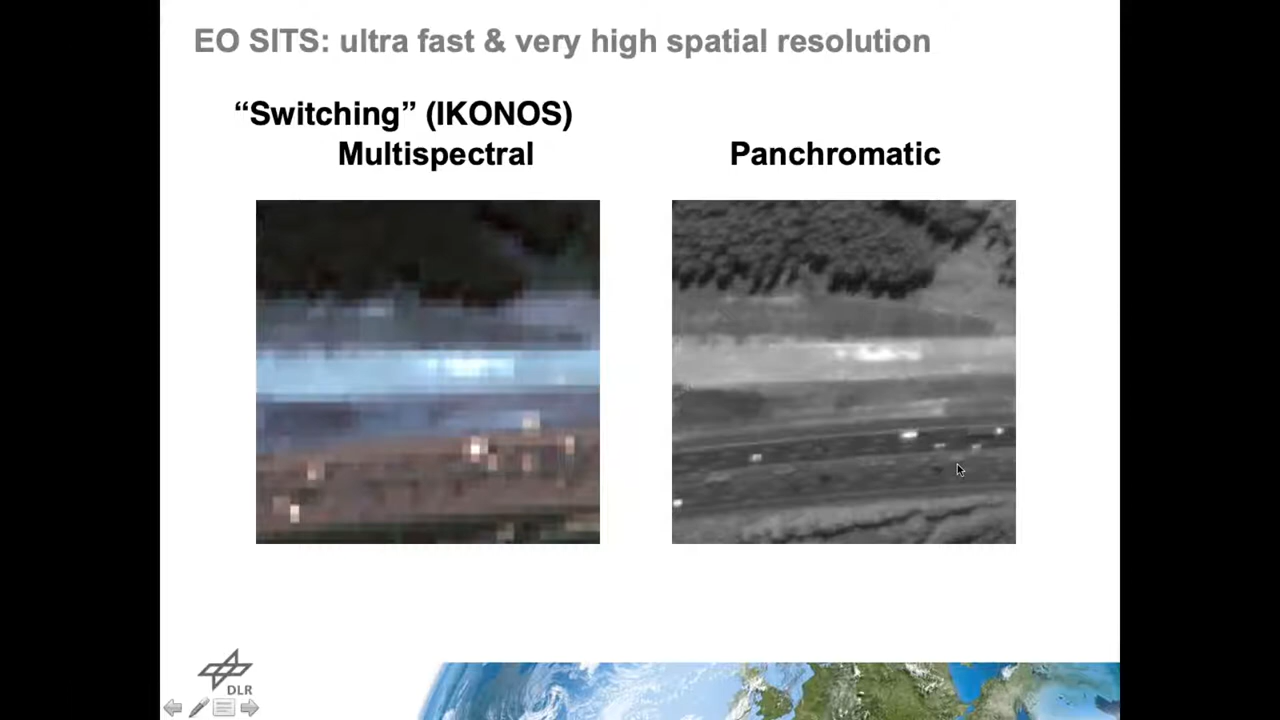 EO SITS: ultra fast & very high spatial resolution
“Switching” (IKONOS)
Multispectral
Panchromatic
DLR